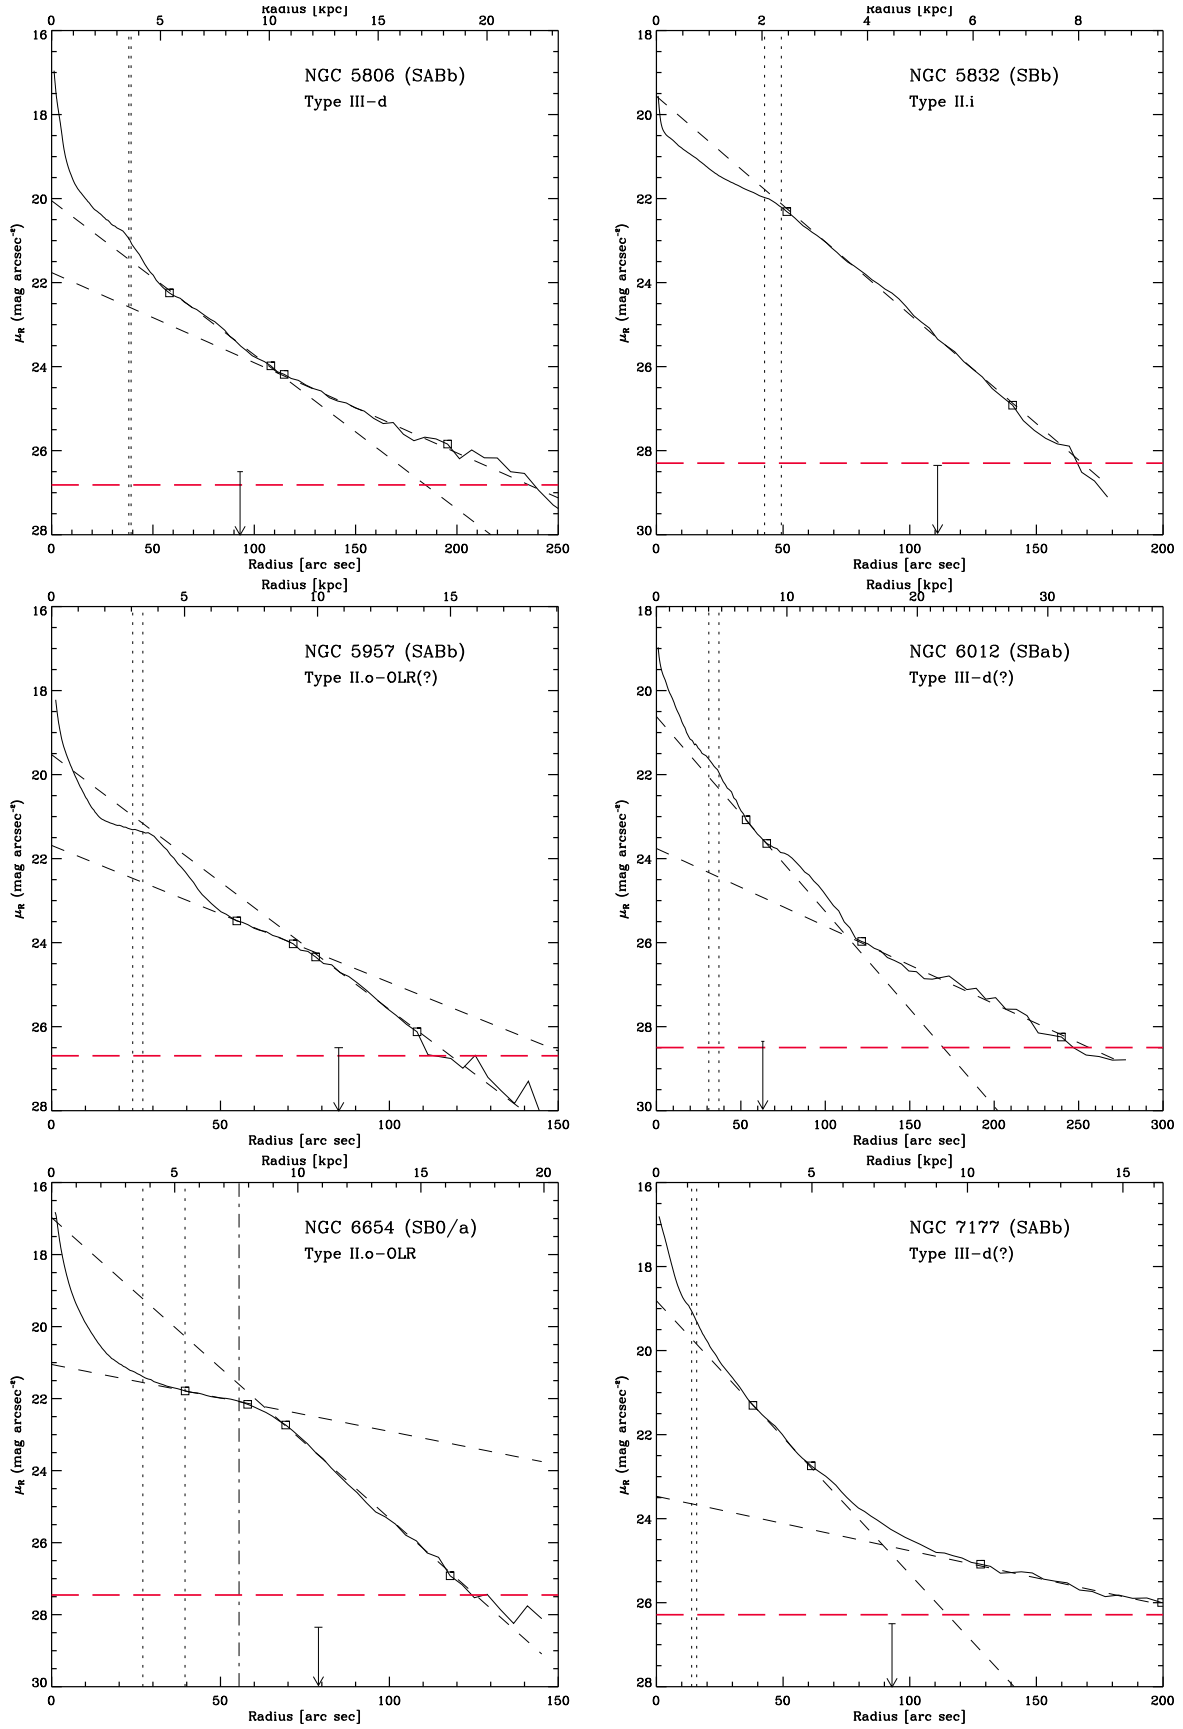 Radius [kpc] Radius [kpc]
0 5 10 15 20 0 2 4 6 8
16 18
NGC 5806 (SABb) NGC 5832 (SBb)
Type III-d Type II.i
18 20
20 22
μR (mag arcsec-2) μR (mag arcsec-2)
22 24
24 26
26 28
28 30
0 50 100 150 200 250 0 50 100 150 200
Radius [arc sec] Radius [arc sec]
Radius [kpc] Radius [kpc]
0 5 10 15 0 10 20 30
16 18
NGC 5957 (SABb) NGC 6012 (SBab)
Type II.o-OLR(?) Type III-d(?)
18 20
20 22
μR (mag arcsec-2) μR (mag arcsec-2)
22 24
24 26
26 28
28 30
0 50 100 150 0 50 100 150 200 250 300
Radius [arc sec] Radius [arc sec]
Radius [kpc] Radius [kpc]
0 5 10 15 20 0 5 10 15
16 16
NGC 6654 (SB0/a) NGC 7177 (SABb)
Type II.o-OLR Type III-d(?)
18 18
20 20
μR (mag arcsec-2) μR (mag arcsec-2)
22 22
24 24
26 26
28 28
30
0 50 100 150 0 50 100 150 200
Radius [arc sec] Radius [arc sec]